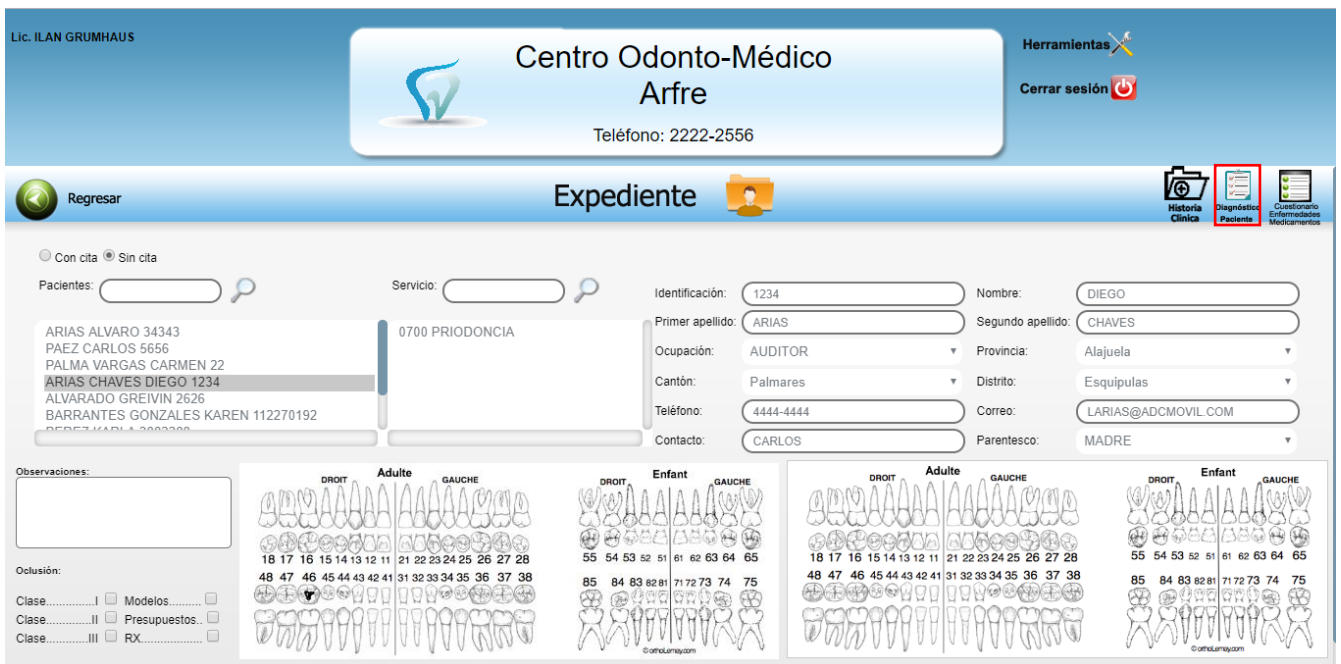 Lic. ILAN GRUMHAUS
Centro Odonto-Médico
Arfre
Teléfono: 2222-2556
Herramientas
Cerrar sesión
Regresar
Expediente
Historia
Clínica
Diagnóstico
Paciente
Cuestionario
Enfermedades
Medicamentos
Con cita Sin cita
Pacientes:
Servicio:
ARIAS ALVARO 34343
PAEZ CARLOS 5656
PALMA VARGAS CARMEN 22
ARIAS CHAVES DIEGO 1234
ALVARADO GREIVIN 2626
BARRANTES GONZALES KAREN 112270192
0700 PRIODONCIA
Identificación: 1234 Nombre: DIEGO
Primer apellido: ARIAS Segundo apellido: CHAVES
Ocupación: AUDITOR Provincia: Alajuela
Cantón: Palmares Distrito: Esquipulas
Teléfono: 4444-4444 Correo: LARIAS@ADCMOVIL.COM
Contacto: CARLOS Parentesco: MADRE
Observaciones:
Oclusión:
Clase..............I Modelos.........
Clase.............II Presupuestos..
Clase............III RX...................
Adulte
DROIT GAUCHE
18 17 16 15 14 13 12 11 21 22 23 24 25 26 27 28
48 47 46 45 44 43 42 41 31 32 33 34 35 36 37 38
Enfant
DROIT GAUCHE
55 54 53 52 51 61 62 63 64 65
85 84 83 82 81 71 72 73 74 75
© orthoLemay.com
Adulte
DROIT GAUCHE
18 17 16 15 14 13 12 11 21 22 23 24 25 26 27 28
48 47 46 45 44 43 42 41 31 32 33 34 35 36 37 38
Enfant
DROIT GAUCHE
55 54 53 52 51 61 62 63 64 65
85 84 83 82 81 71 72 73 74 75
© orthoLemay.com